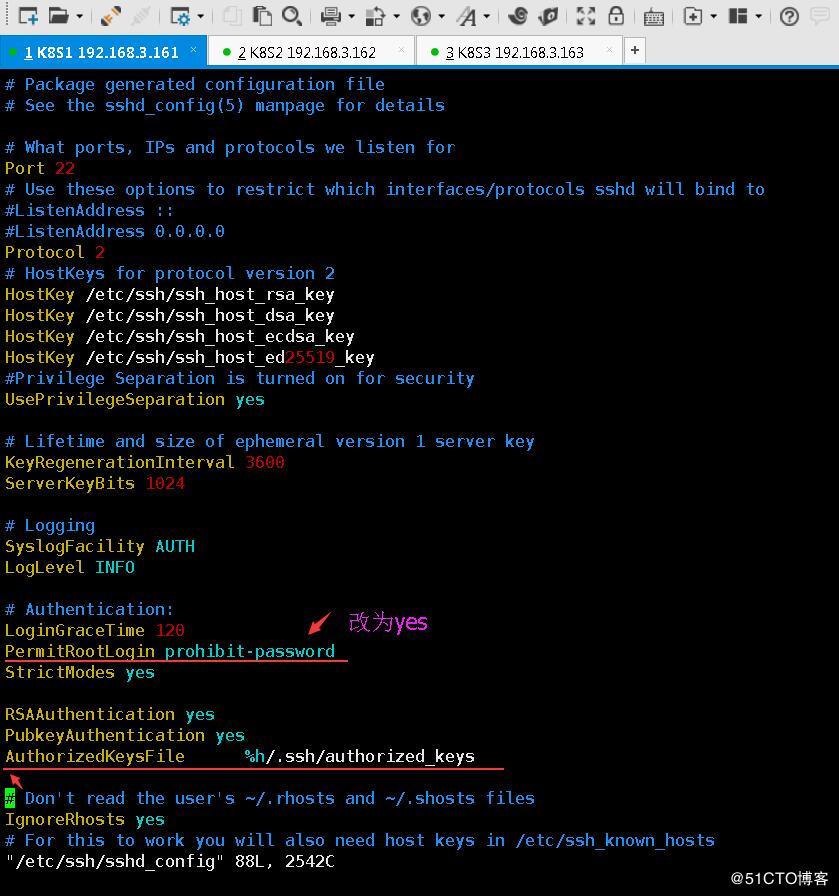 1 K8S1 192.168.3.161 × 2 K8S2 192.168.3.162 × 3 K8S3 192.168.3.163 × +
# Package generated configuration file
# See the sshd_config(5) manpage for details
# What ports, IPs and protocols we listen for
Port 22
# Use these options to restrict which interfaces/protocols sshd will bind to
#ListenAddress ::
#ListenAddress 0.0.0.0
Protocol 2
# HostKeys for protocol version 2
HostKey /etc/ssh/ssh_host_rsa_key
HostKey /etc/ssh/ssh_host_dsa_key
HostKey /etc/ssh/ssh_host_ecdsa_key
HostKey /etc/ssh/ssh_host_ed25519_key
#Privilege Separation is turned on for security
UsePrivilegeSeparation yes
# Lifetime and size of ephemeral version 1 server key
KeyRegenerationInterval 3600
ServerKeyBits 1024
# Logging
SyslogFacility AUTH
LogLevel INFO
# Authentication:
LoginGraceTime 120
改为yes
PermitRootLogin prohibit-password
StrictModes yes
RSAAuthentication yes
PubkeyAuthentication yes
AuthorizedKeysFile      %h/.ssh/authorized_keys
# Don't read the user's ~/.rhosts and ~/.shosts files
IgnoreRhosts yes
# For this to work you will also need host keys in /etc/ssh_known_hosts
"/etc/ssh/sshd_config" 88L, 2542C
@51CTO博客